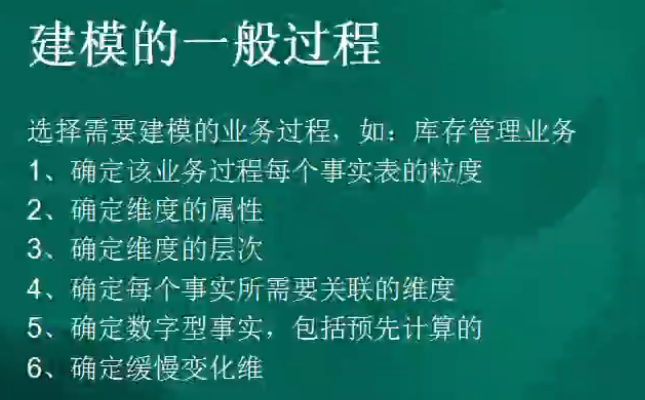 建模的一般过程
选择需要建模的业务过程，如：库存管理业务
1、确定该业务过程每个事实表的粒度
2、确定维度的属性
3、确定维度的层次
4、确定每个事实所需要关联的维度
5、确定数字型事实，包括预先计算的
6、确定缓慢变化维